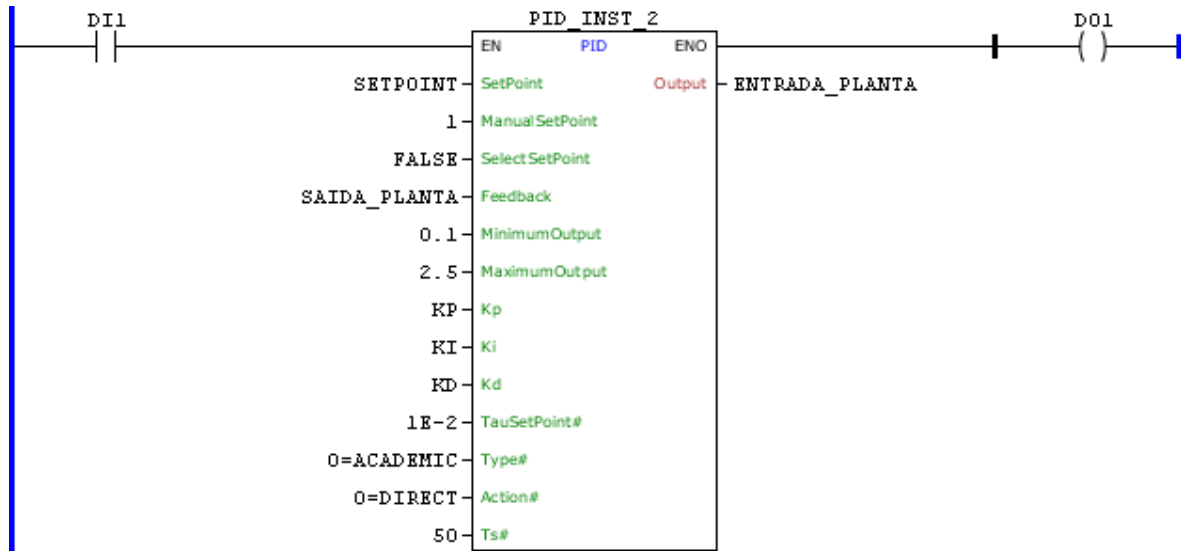 DI1 PID_INST_2 DO1
EN PID ENO
SETPOINT SetPoint Output ENTRADA_PLANTA
1 ManualSetPoint
FALSE SelectSetPoint
SAIDA_PLANTA Feedback
0.1 MinimumOutput
2.5 MaximumOutput
KP Kp
KI Ki
KD Kd
1E-2 TauSetPoint#
0=ACADEMIC Type#
0=DIRECT Action#
50 Ts#